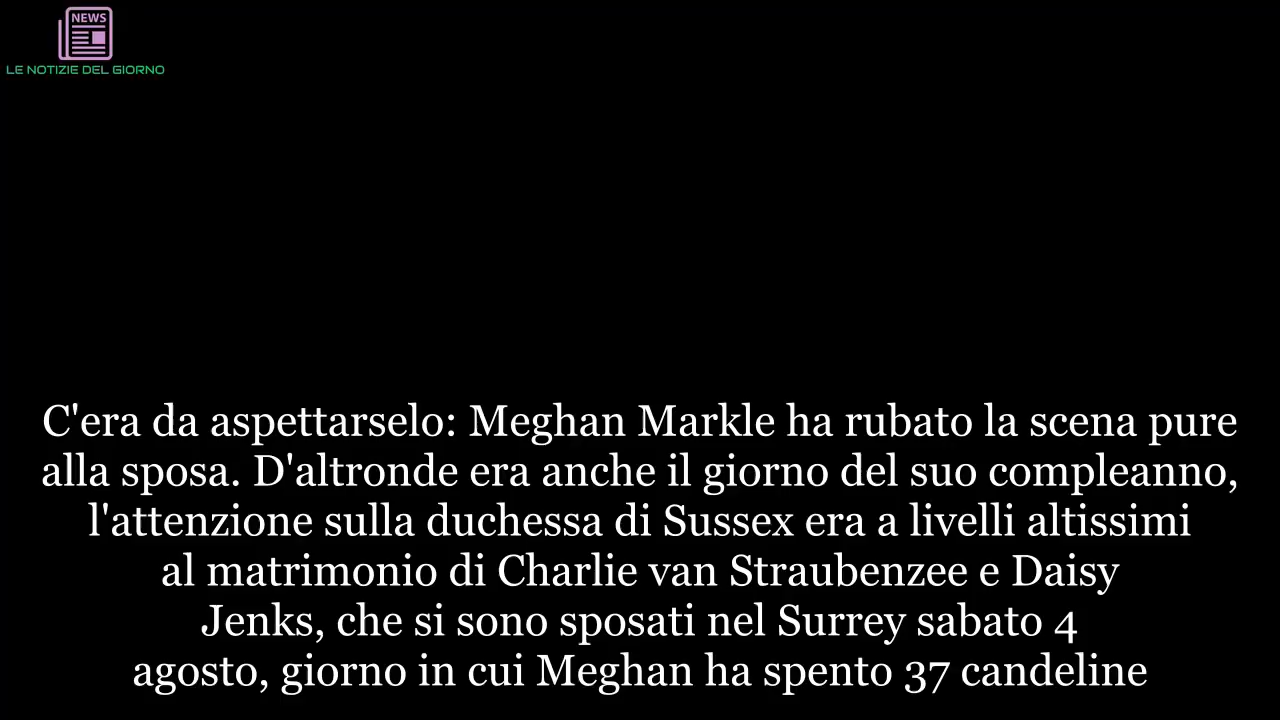 NEWS
LE NOTIZIE DEL GIORNO
C'era da aspettarselo: Meghan Markle ha rubato la scena pure
alla sposa. D'altronde era anche il giorno del suo compleanno,
l'attenzione sulla duchessa di Sussex era a livelli altissimi
al matrimonio di Charlie van Straubenzee e Daisy
Jenks, che si sono sposati nel Surrey sabato 4
agosto, giorno in cui Meghan ha spento 37 candeline